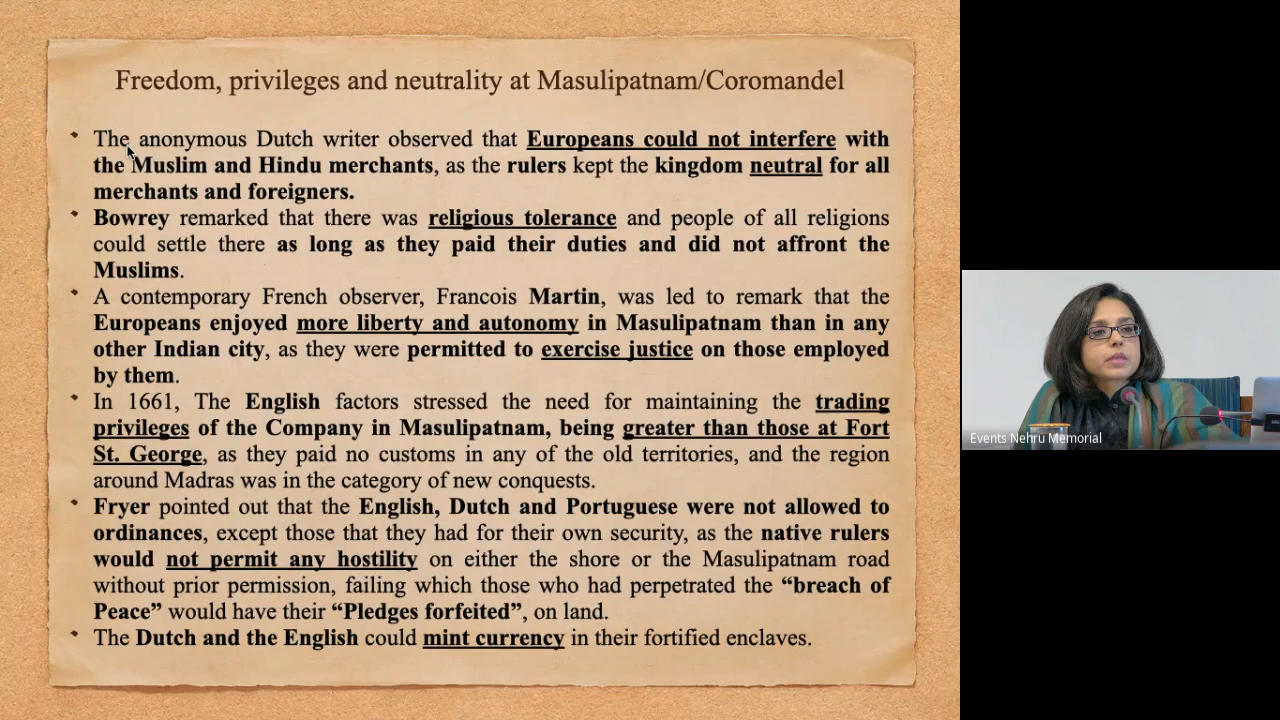 Freedom, privileges and neutrality at Masulipatnam/Coromandel
The anonymous Dutch writer observed that Europeans could not interfere with
the Muslim and Hindu merchants, as the rulers kept the kingdom neutral for all
merchants and foreigners.
Bowrey remarked that there was religious tolerance and people of all religions
could settle there as long as they paid their duties and did not affront the
Muslims.
A contemporary French observer, Francois Martin, was led to remark that the
Europeans enjoyed more liberty and autonomy in Masulipatnam than in any
other Indian city, as they were permitted to exercise justice on those employed
by them.
In 1661, The English factors stressed the need for maintaining the trading
privileges of the Company in Masulipatnam, being greater than those at Fort
St. George, as they paid no customs in any of the old territories, and the region
around Madras was in the category of new conquests.
Fryer pointed out that the English, Dutch and Portuguese were not allowed to
ordinances, except those that they had for their own security, as the native rulers
would not permit any hostility on either the shore or the Masulipatnam road
without prior permission, failing which those who had perpetrated the “breach of
Peace” would have their “Pledges forfeited”, on land.
The Dutch and the English could mint currency in their fortified enclaves.
Events Nehru Memorial